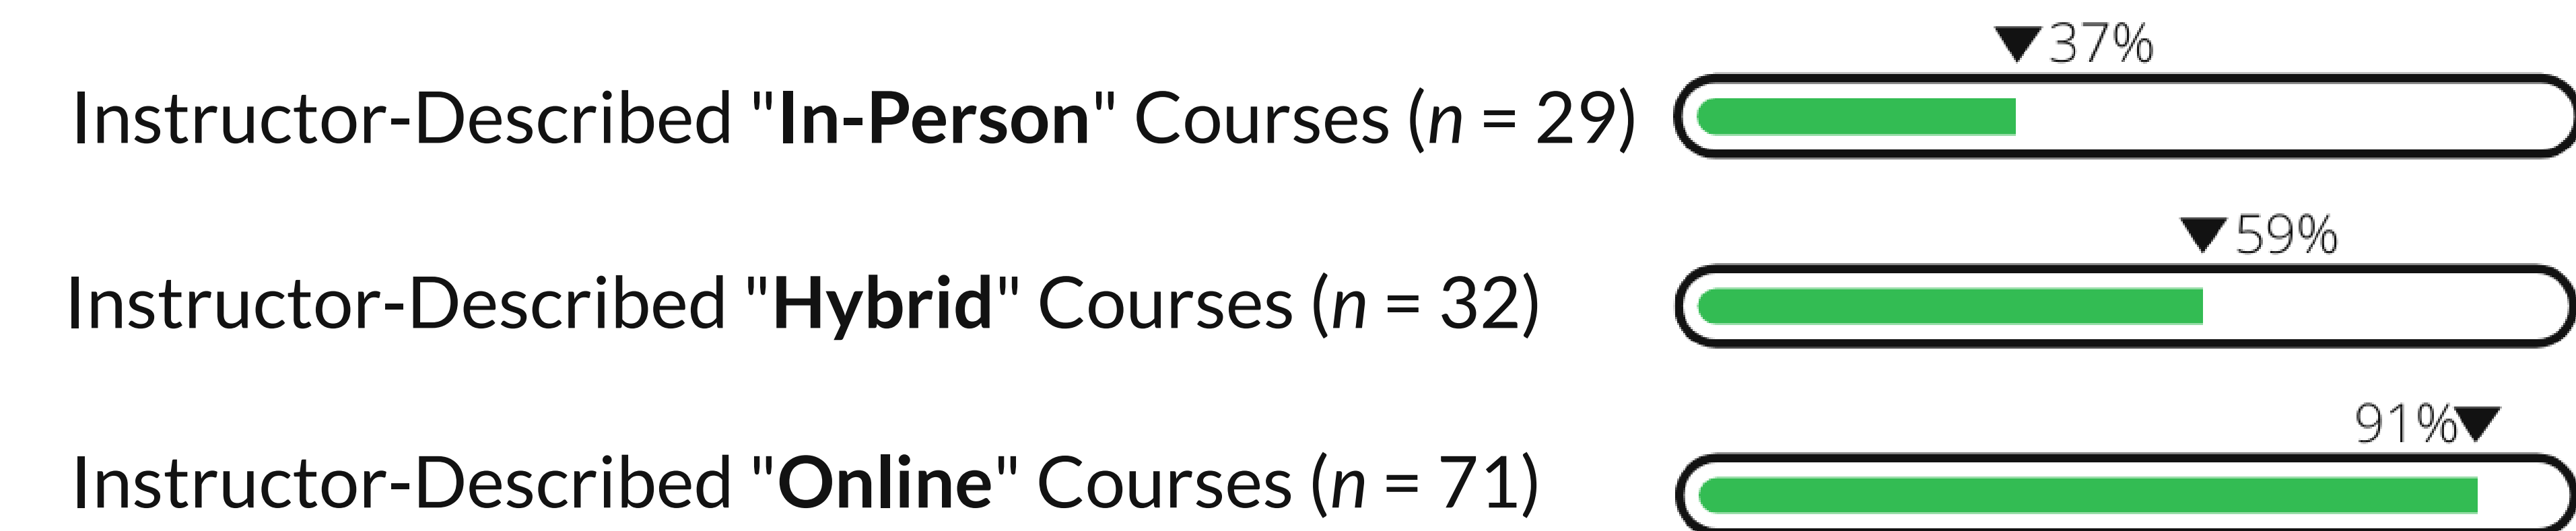 37%
Instructor-Described "In-Person" Courses (n = 29)
59%
Instructor-Described "Hybrid" Courses (n = 32)
91%
Instructor-Described "Online" Courses (n = 71)